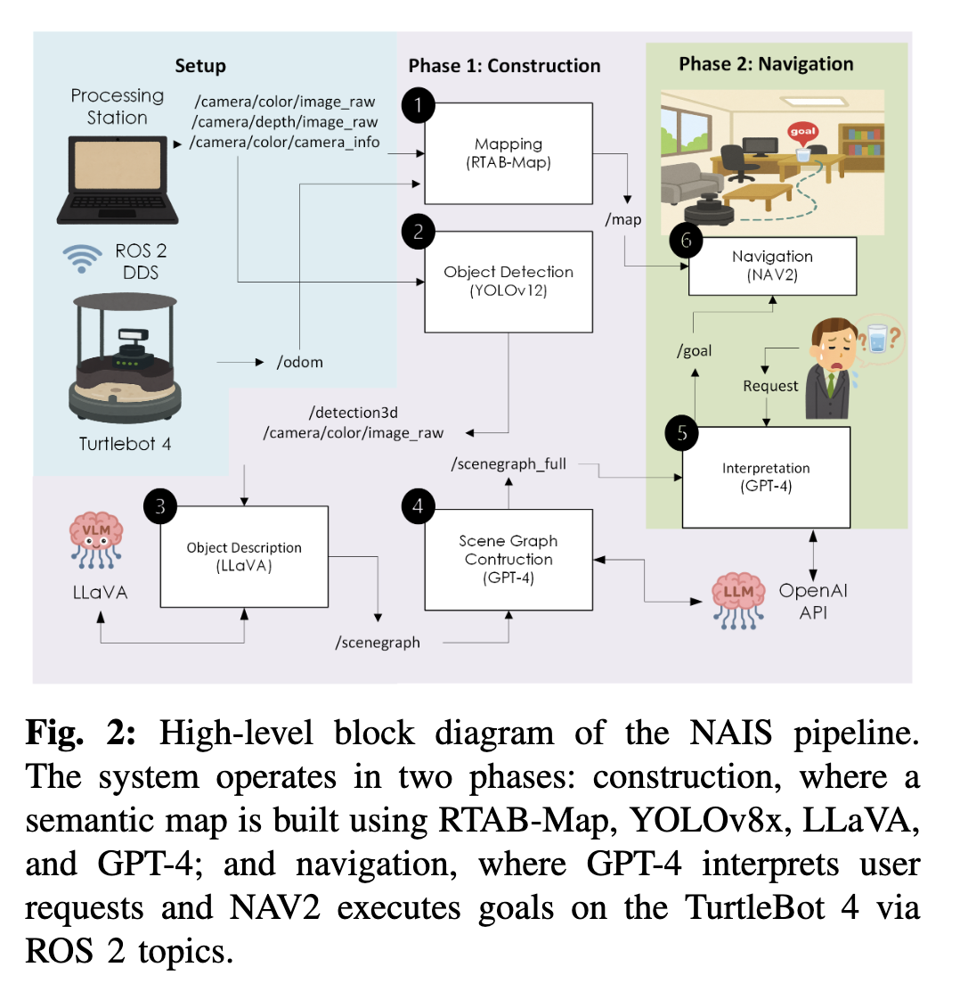 Setup
Processing
Station
/camera/color/image_raw
/camera/depth/image_raw
/camera/color/camera_info
ROS 2
DDS
/odom
Turtlebot 4
Phase 1: Construction
1
Mapping
(RTAB-Map)
/map
2
Object Detection
(YOLOv12)
/detection3d
/camera/color/image_raw
3
Object Description
(LLaVA)
VLM
LLaVA
/scenegraph
4
Scene Graph
Contruction
(GPT-4)
/scenegraph_full
LLM
OpenAI
API
Phase 2: Navigation
goal
6
Navigation
(NAV2)
/goal
Request
? ?
5
Interpretation
(GPT-4)
Fig. 2: High-level block diagram of the NAIS pipeline.
The system operates in two phases: construction, where a
semantic map is built using RTAB-Map, YOLOv8x, LLaVA,
and GPT-4; and navigation, where GPT-4 interprets user
requests and NAV2 executes goals on the TurtleBot 4 via
ROS 2 topics.